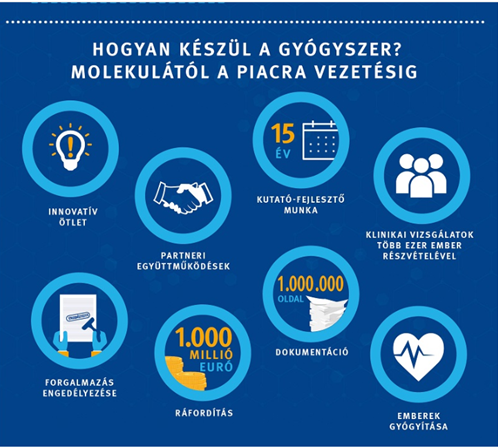 HOGYAN KÉSZÜL A GYÓGYSZER?
MOLEKULÁTÓL A PIACRA VEZETÉSIG
INNOVATÍV
ÖTLET
PARTNERI
EGYÜTTMŰKÖDÉSEK
15
ÉV
KUTATÓ-FEJLESZTŐ
MUNKA
KLINIKAI VIZSGÁLATOK
TÖBB EZER EMBER
RÉSZVÉTELÉVEL
FORGALMAZÁS
ENGEDÉLYEZÉSE
1.000
MILLIÓ
EURÓ
RÁFORDÍTÁS
1.000.000
OLDAL
DOKUMENTÁCIÓ
EMBEREK
GYÓGYÍTÁSA